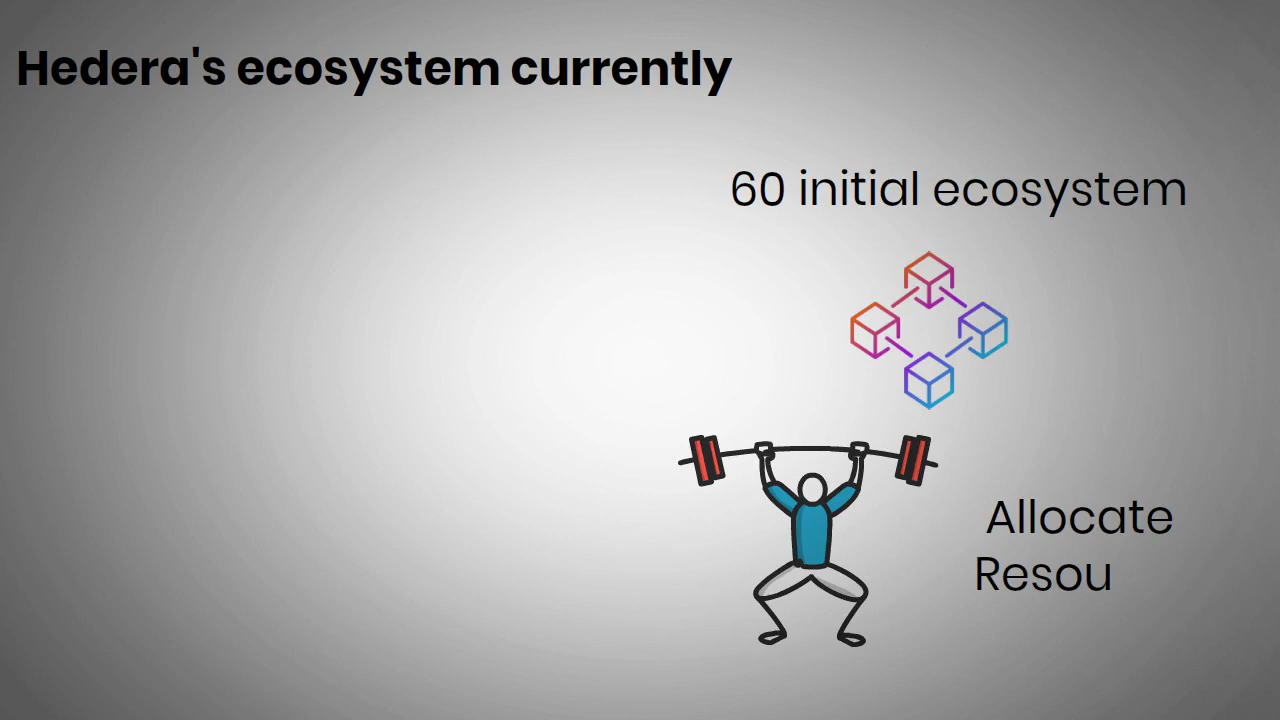 Hedera's ecosystem currently
60 initial ecosystem
Allocate
Resou